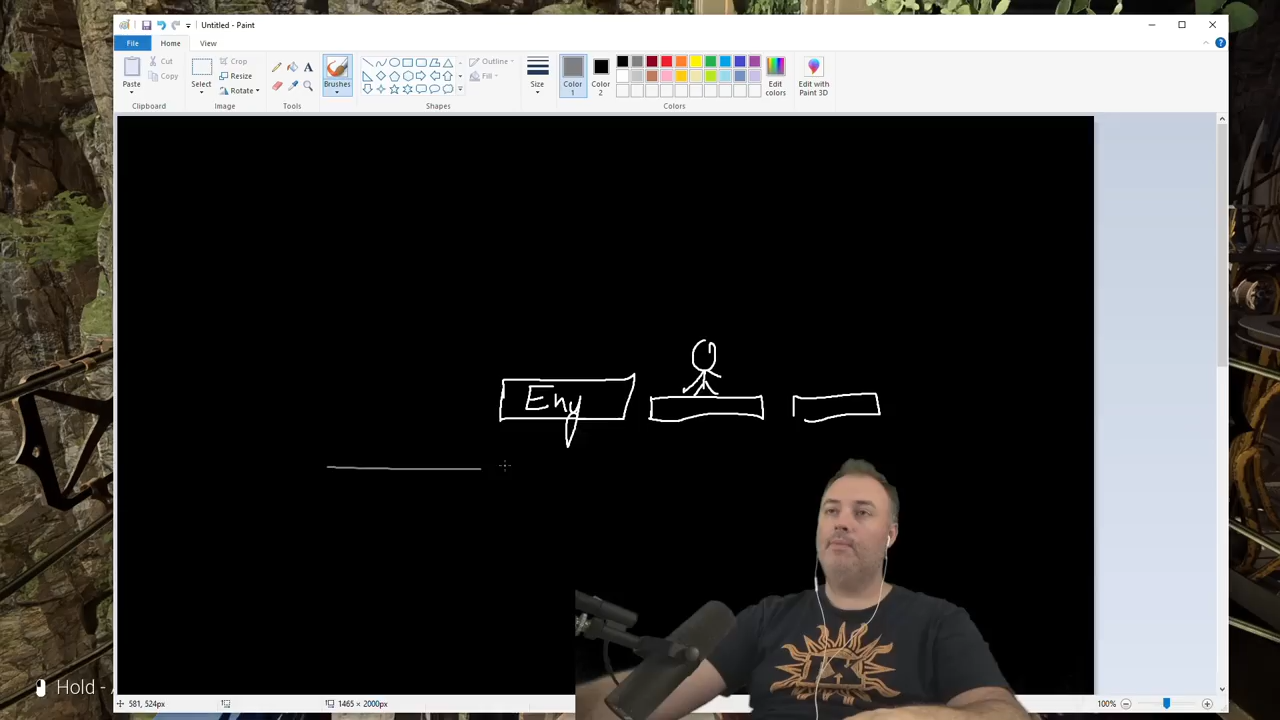 Untitled - Paint
File Home View
Paste
Cut
Copy
Clipboard
Select
Crop
Resize
Rotate
Image
A
Tools
Brushes
Outline
Fill
Shapes
Size
Color 1
Color 2
Edit colors
Colors
Edit with Paint 3D
Eny
Hold -
581, 524px
1465 × 2000px
100%